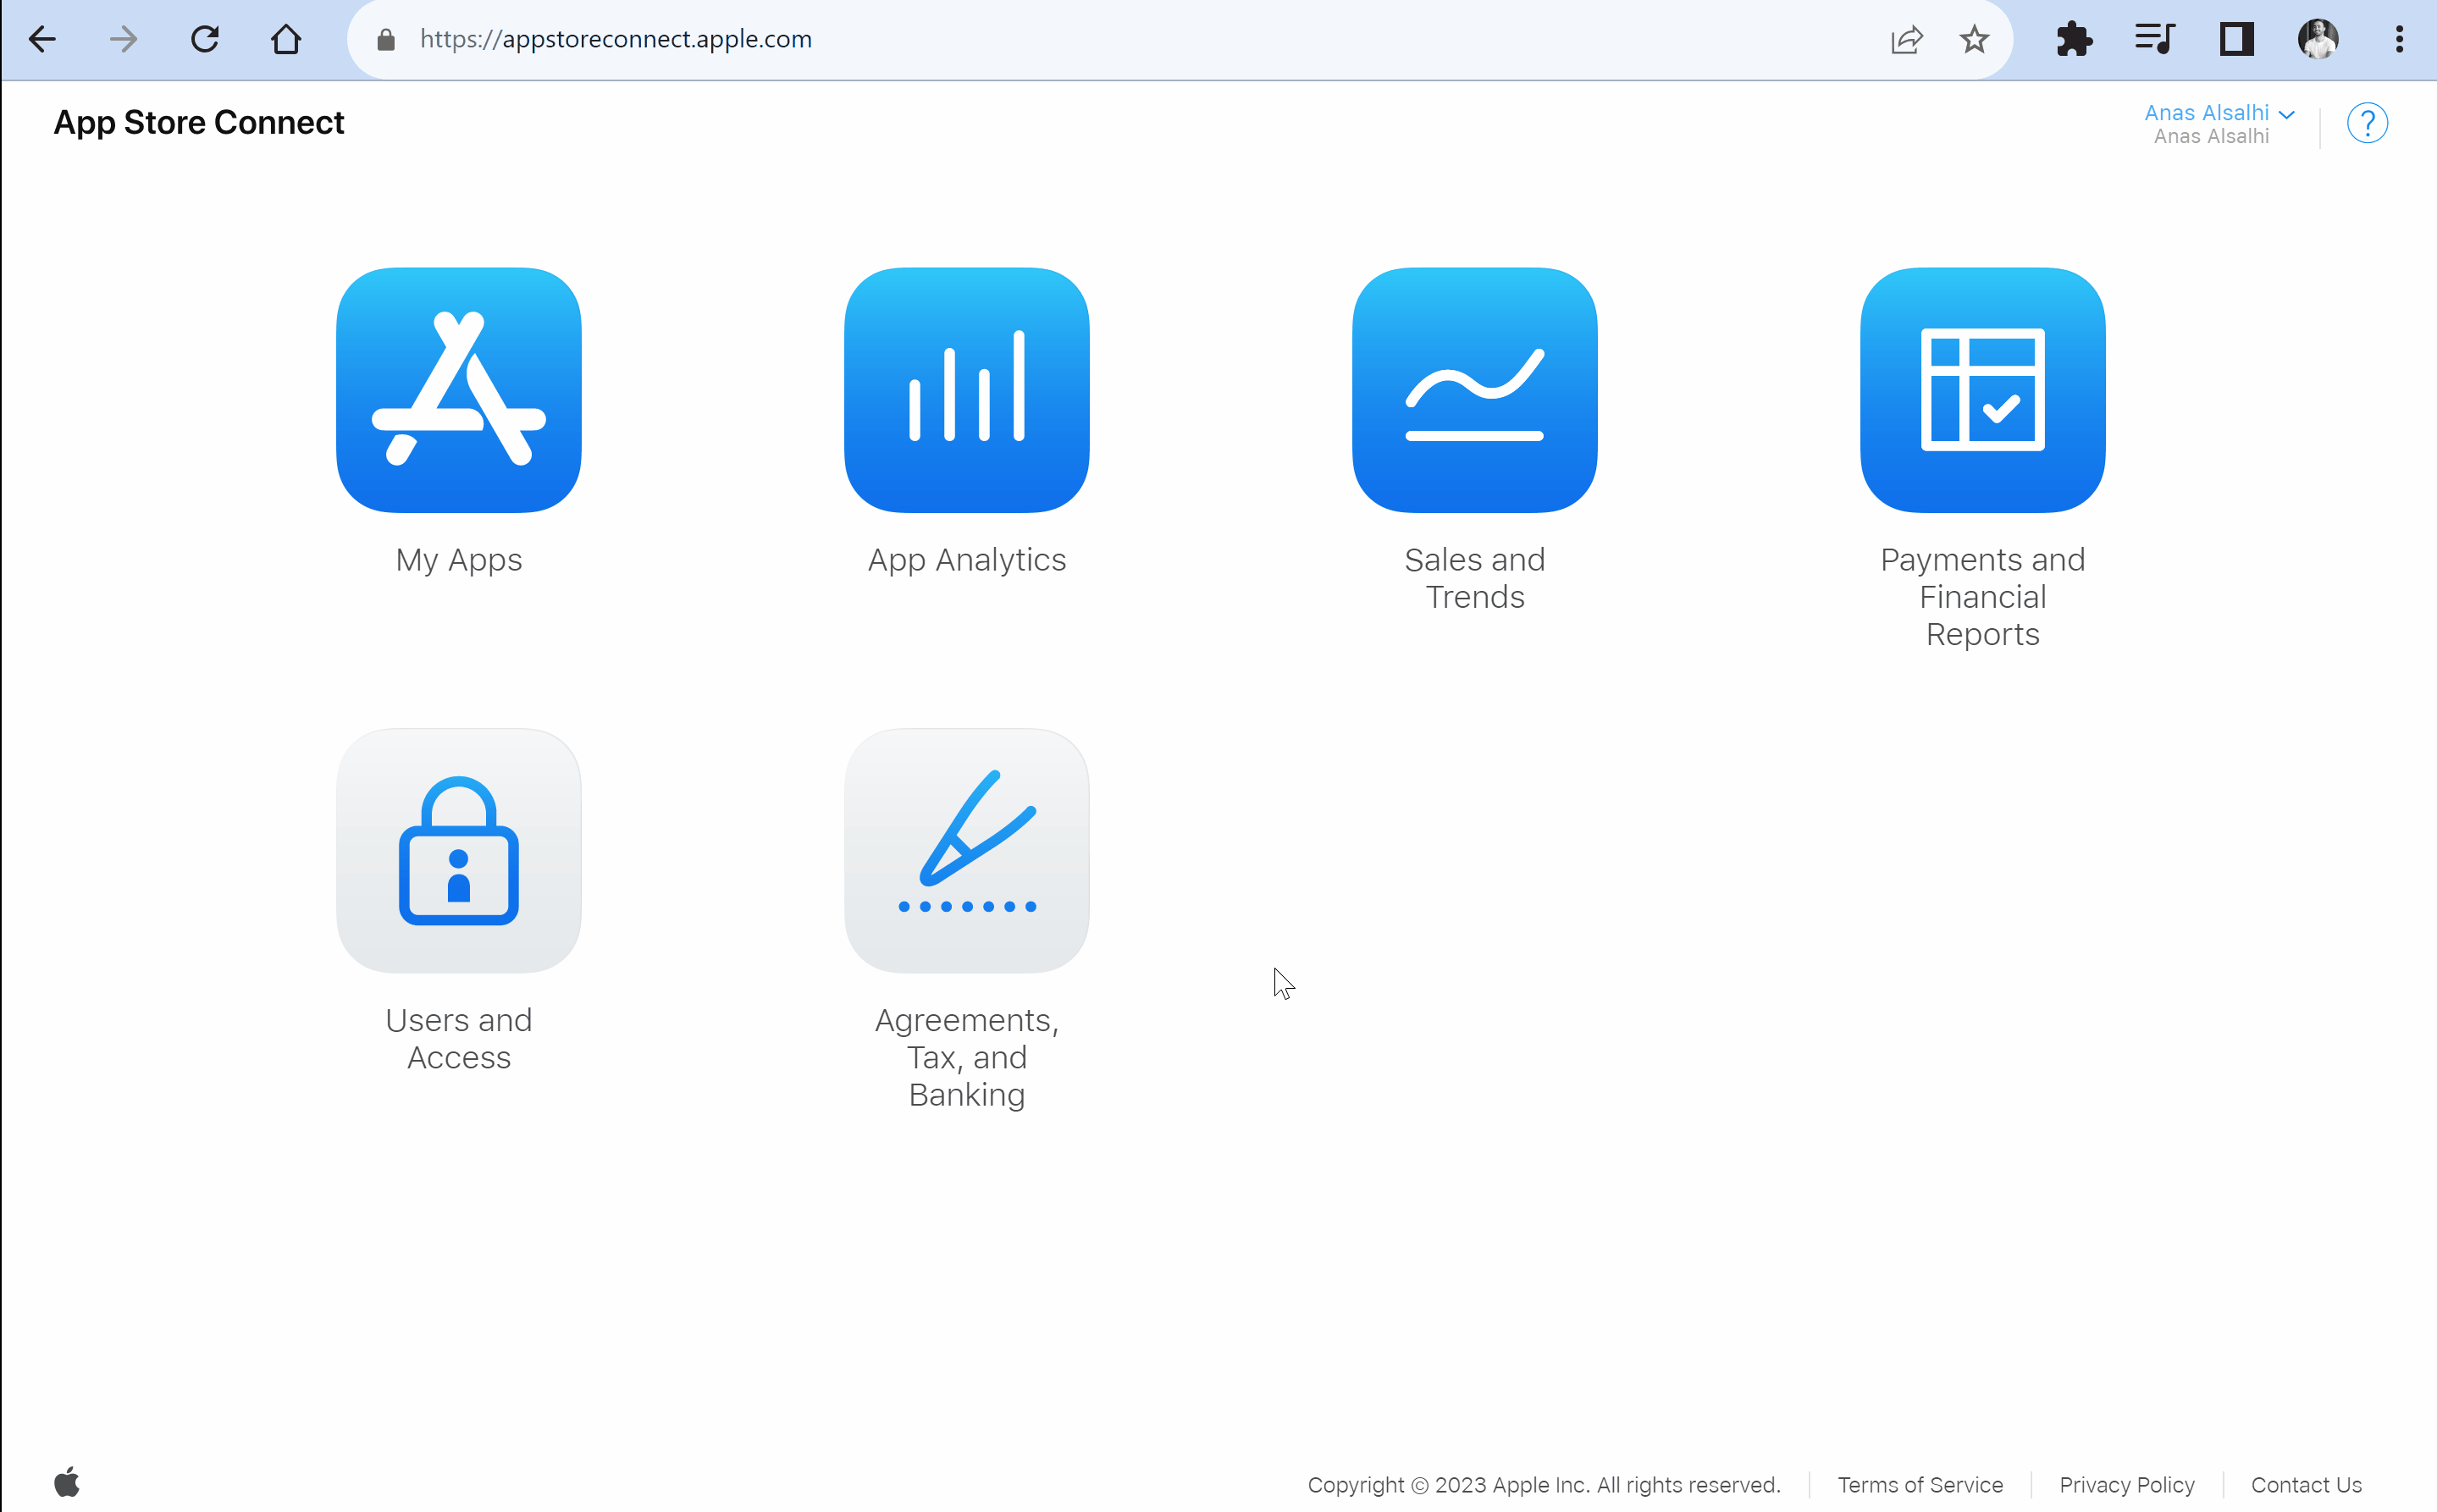 https://appstoreconnect.apple.com
App Store Connect
Anas Alsalhi
Anas Alsalhi
?
My Apps
App Analytics
Sales and
Trends
Payments and
Financial
Reports
Users and
Access
Agreements,
Tax, and
Banking
Copyright © 2023 Apple Inc. All rights reserved.
Terms of Service
Privacy Policy
Contact Us